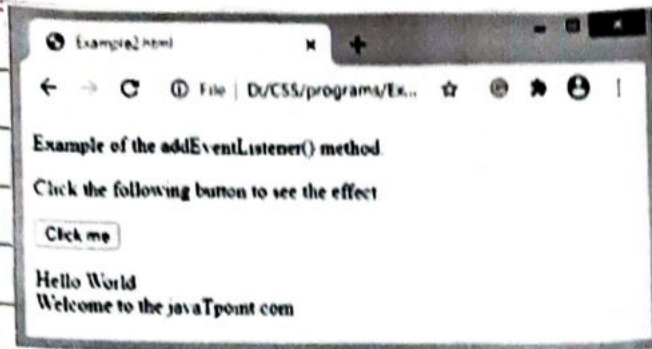 Example2.html
File | D:/CSS/programs/Ex...
Example of the addEventListener() method.
Click the following button to see the effect.
Click me
Hello World
Welcome to the javaTpoint.com